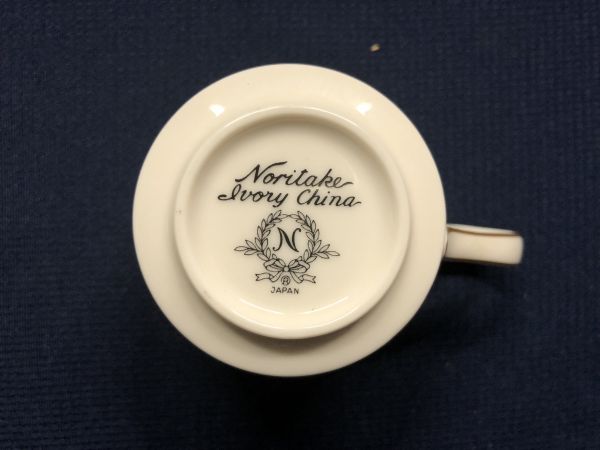 Noritake
Ivory China
N
®
JAPAN